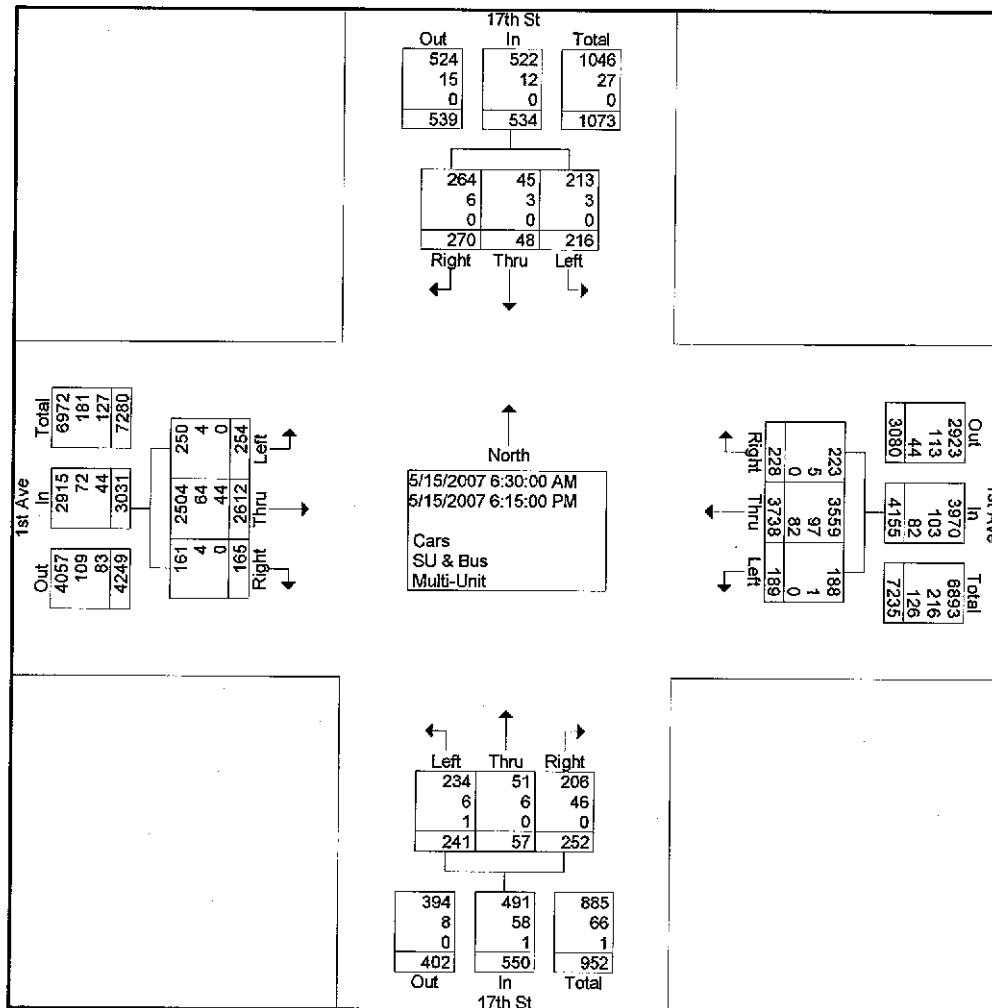 17th St
Out In Total
524 522 1046
15 12 27
0 0 0
539 534 1073
264 45 213
6 3 3
0 0 0
270 48 216
Right Thru Left
1st Ave
Total
6972
181
127
7280
In
2915
72
44
3031
Out
4057
109
83
4249
250 4 0 254 Left
2504 64 44 2612 Thru
161 4 0 165 Right
North
5/15/2007 6:30:00 AM
5/15/2007 6:15:00 PM
Cars
SU & Bus
Multi-Unit
Right 228 0 5 223
Thru 3738 82 97 3559
Left 189 0 1 188
1st Ave
Out
2923
113
44
3080
In
3970
103
82
4155
Total
6893
216
126
7235
Left Thru Right
234 51 206
6 6 46
1 0 0
241 57 252
394 491 885
8 58 66
0 1 1
402 550 952
Out In Total
17th St